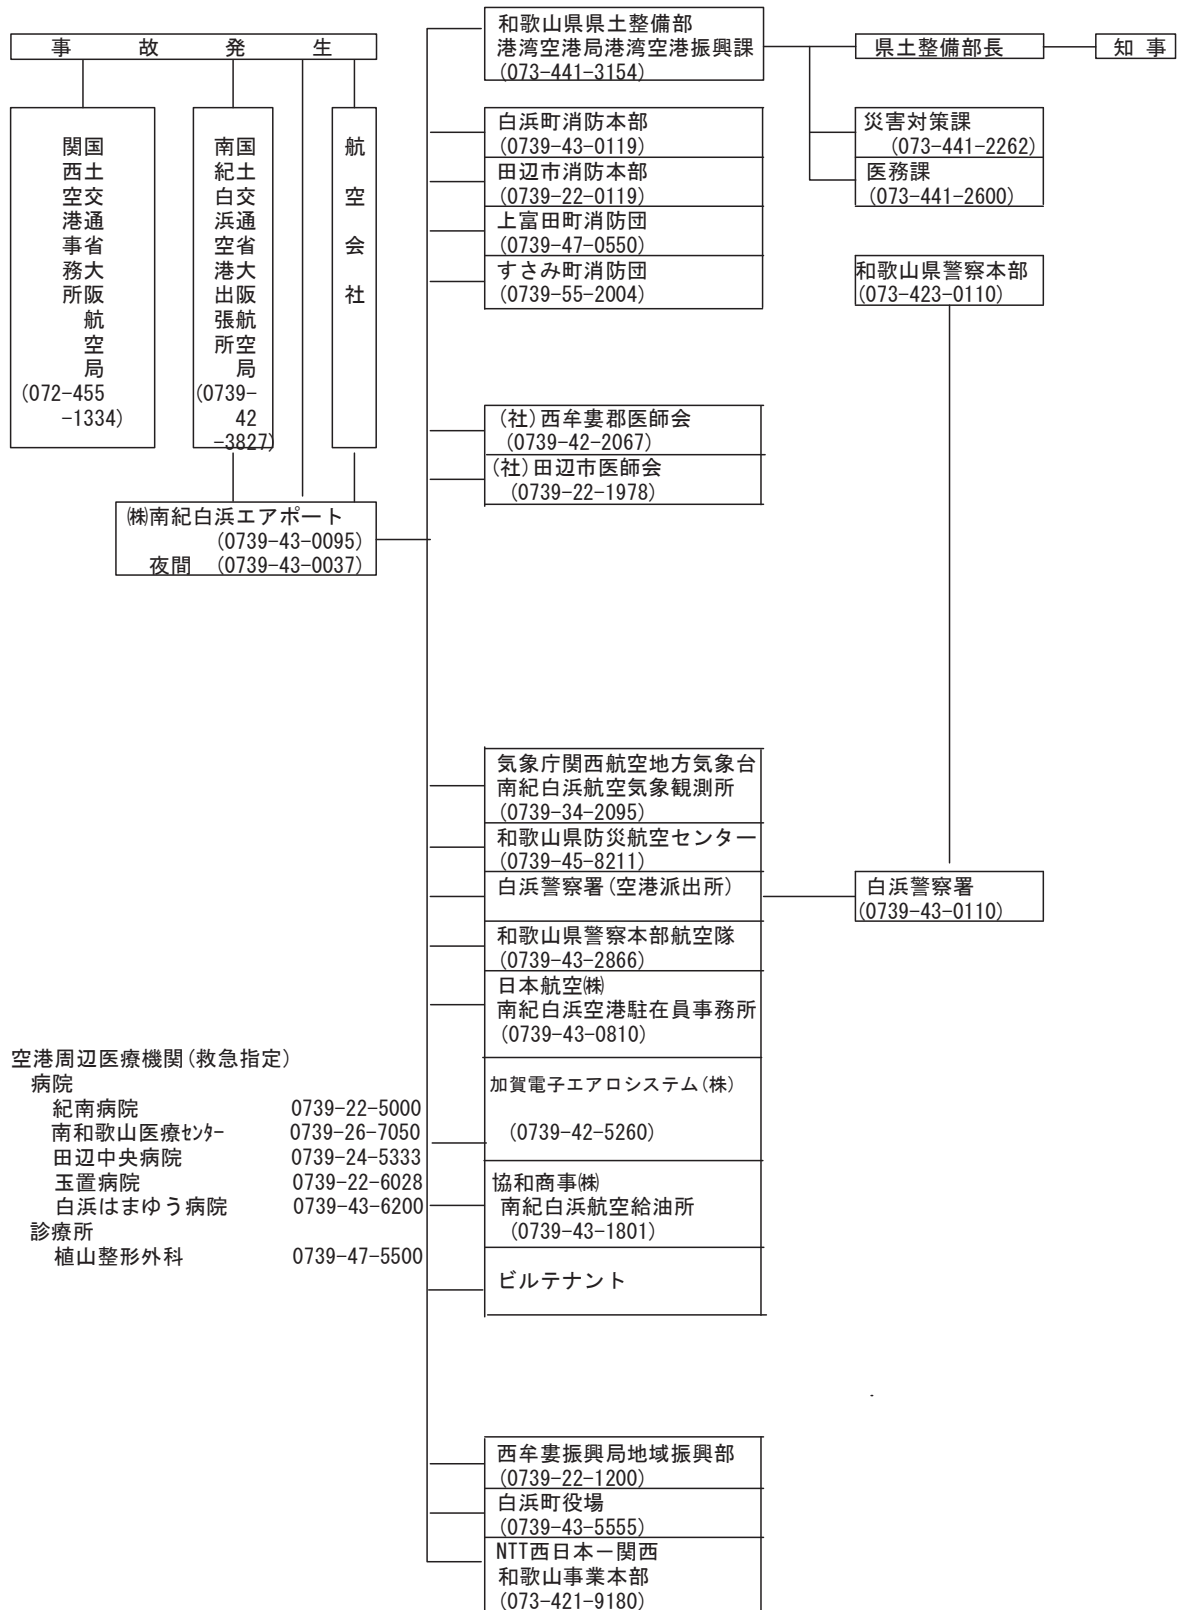 事故発生
国土交通省大阪航空局
関西空港事務所
(072-455
-1334)
国土交通省大阪航空局
南紀白浜空港出張所
(0739-
42
-3827)
航空会社
㈱南紀白浜エアポート
(0739-43-0095)
夜間 (0739-43-0037)
和歌山県県土整備部
港湾空港局港湾空港振興課
(073-441-3154)
県土整備部長
知事
災害対策課
(073-441-2262)
医務課
(073-441-2600)
白浜町消防本部
(0739-43-0119)
田辺市消防本部
(0739-22-0119)
上富田町消防団
(0739-47-0550)
すさみ町消防団
(0739-55-2004)
和歌山県警察本部
(073-423-0110)
(社)西牟婁郡医師会
(0739-42-2067)
(社)田辺市医師会
(0739-22-1978)
気象庁関西航空地方気象台
南紀白浜航空気象観測所
(0739-34-2095)
和歌山県防災航空センター
(0739-45-8211)
白浜警察署(空港派出所)
白浜警察署
(0739-43-0110)
和歌山県警察本部航空隊
(0739-43-2866)
日本航空㈱
南紀白浜空港駐在員事務所
(0739-43-0810)
加賀電子エアロシステム(株)
(0739-42-5260)
協和商事㈱
南紀白浜航空給油所
(0739-43-1801)
ビルテナント
空港周辺医療機関(救急指定)
病院
紀南病院 0739-22-5000
南和歌山医療ｾﾝﾀｰ 0739-26-7050
田辺中央病院 0739-24-5333
玉置病院 0739-22-6028
白浜はまゆう病院 0739-43-6200
診療所
植山整形外科 0739-47-5500
西牟婁振興局地域振興部
(0739-22-1200)
白浜町役場
(0739-43-5555)
NTT西日本－関西
和歌山事業本部
(073-421-9180)